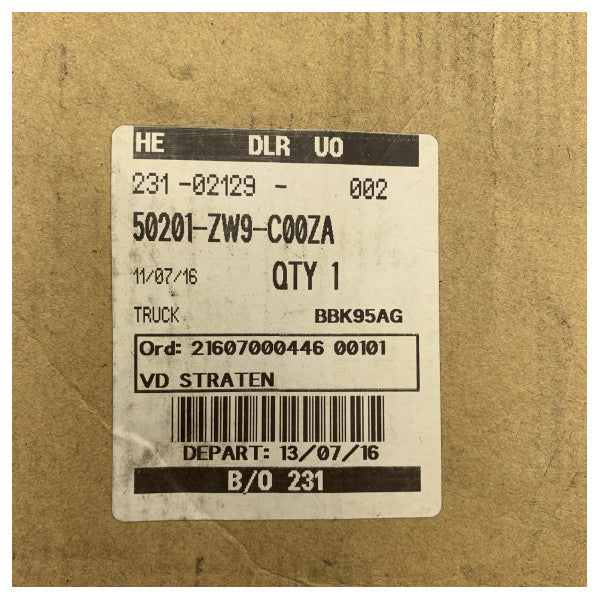 HE DLR UO
231-02129 - 002
50201-ZW9-C00ZA
11/07/16 QTY 1
TRUCK BBK95AG
Ord: 21607000446 00101
VD STRATEN
DEPART: 13/07/16
B/O 231